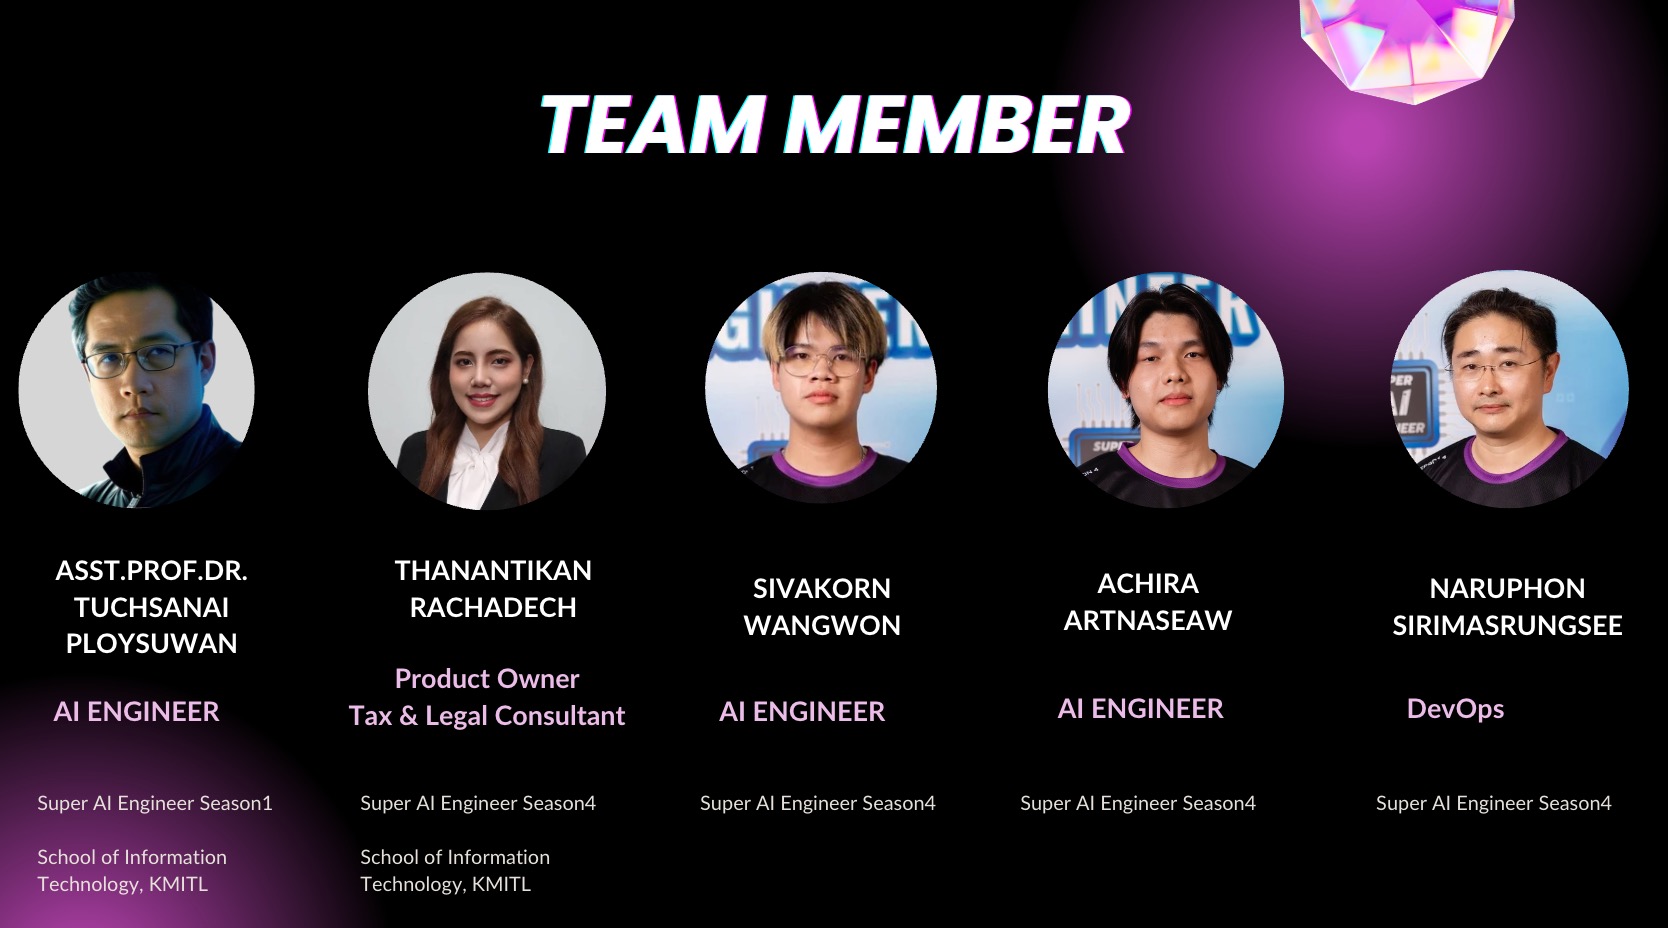 TEAM MEMBER
ASST.PROF.DR.
TUCHSANAI
PLOYSUWAN
AI ENGINEER
Super AI Engineer Season1
School of Information
Technology, KMITL
THANANTIKAN
RACHADECH
Product Owner
Tax & Legal Consultant
Super AI Engineer Season4
School of Information
Technology, KMITL
SIVAKORN
WANGWON
AI ENGINEER
Super AI Engineer Season4
ACHIRA
ARTNASEAW
AI ENGINEER
Super AI Engineer Season4
NARUPHON
SIRIMASRUNGSEE
DevOps
Super AI Engineer Season4